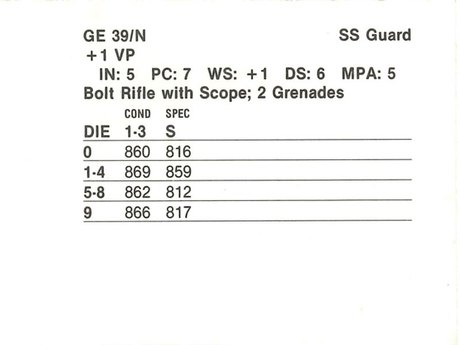 GE 39/N SS Guard
+1 VP
IN: 5 PC: 7 WS: +1 DS: 6 MPA: 5
Bolt Rifle with Scope; 2 Grenades
COND SPEC
DIE 1-3 S
0 860 816
1-4 869 859
5-8 862 812
9 866 817